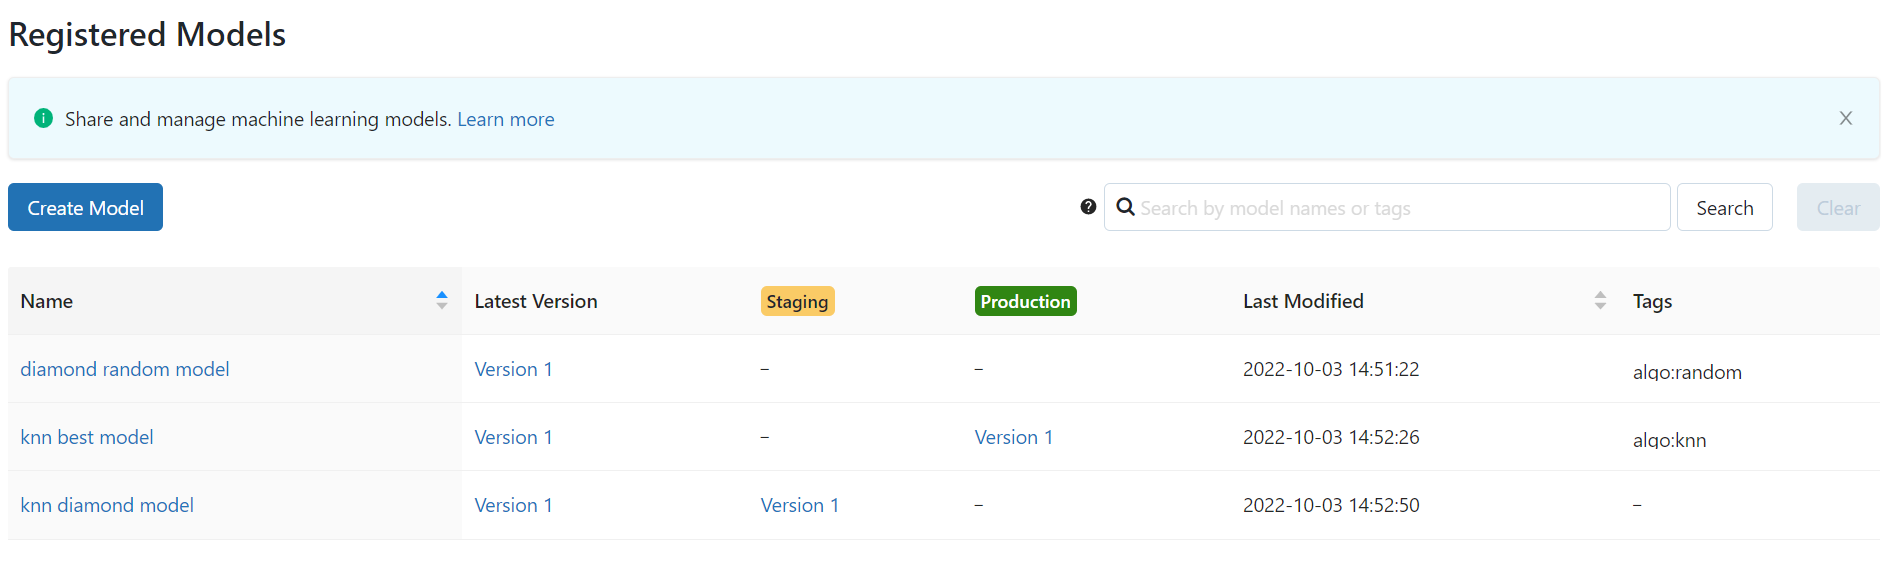 Registered Models
Share and manage machine learning models. Learn more
Create Model Search by model names or tags Search Clear
Name Latest Version Staging Production Last Modified Tags
diamond random model Version 1 – – 2022-10-03 14:51:22 algo:random
knn best model Version 1 – Version 1 2022-10-03 14:52:26 algo:knn
knn diamond model Version 1 Version 1 – 2022-10-03 14:52:50 –